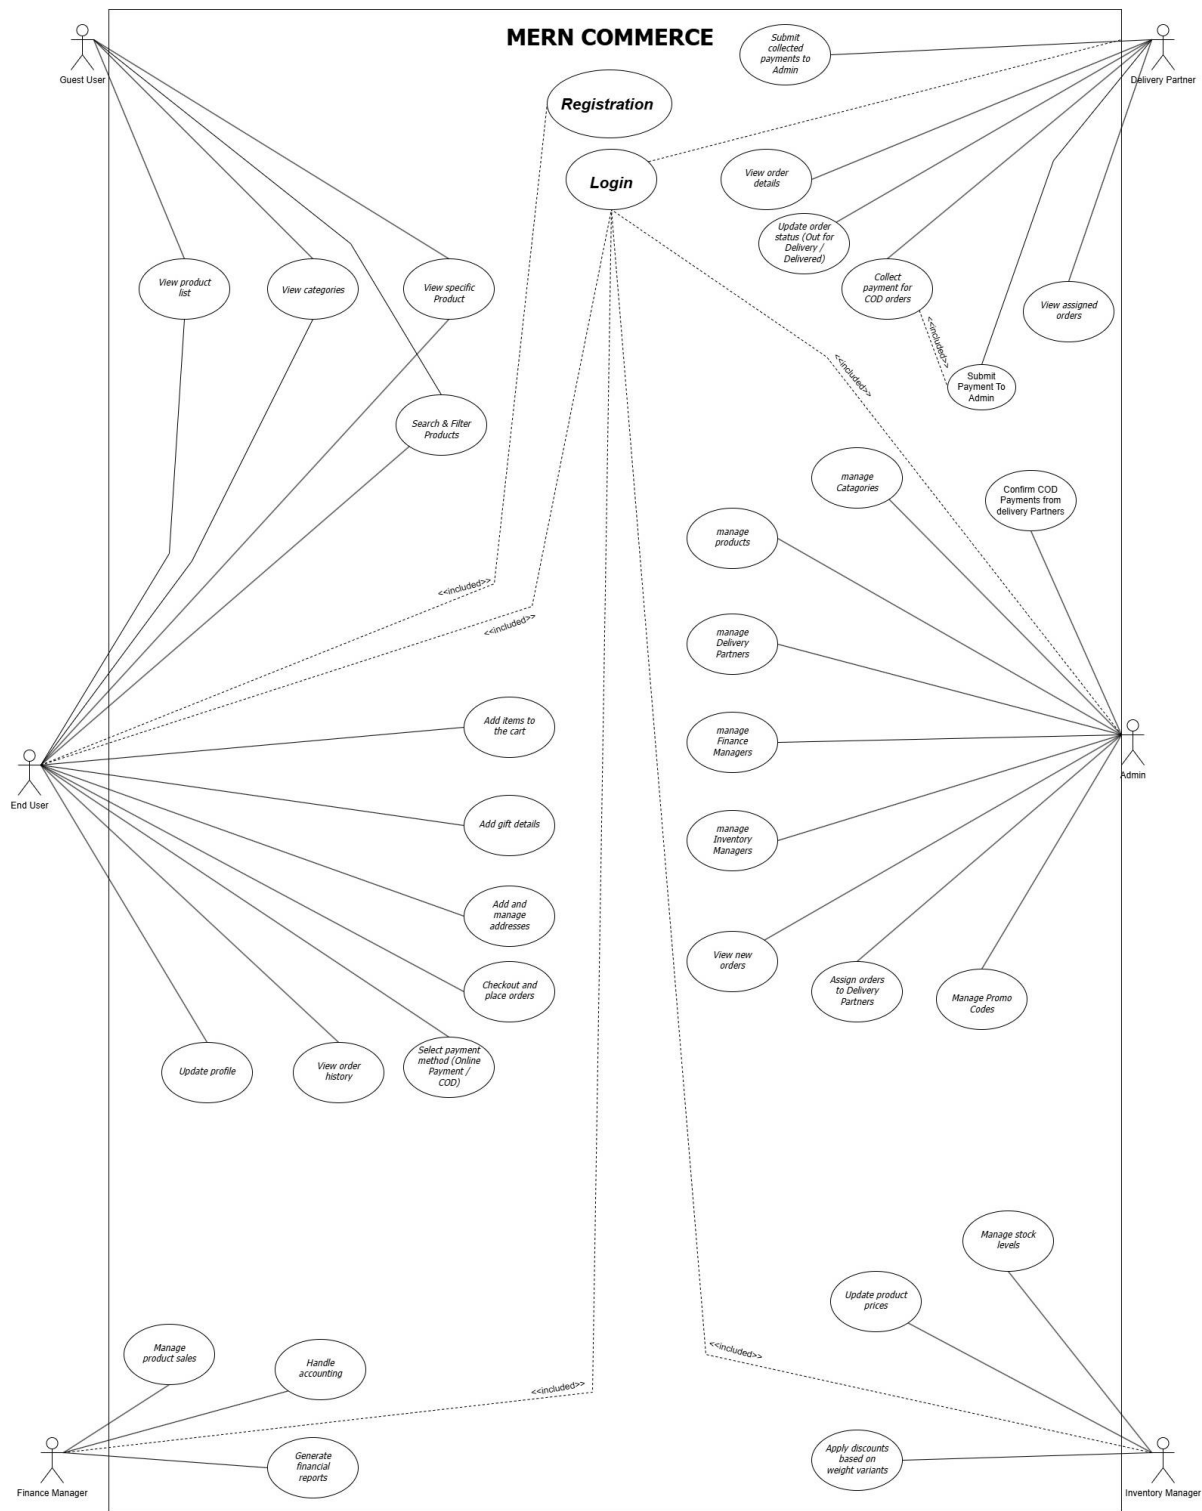 MERN COMMERCE
Guest User
Delivery Partner
Submit
collected
payments to
Admin
Registration
Login
View order
details
Update order
status (Out for
Delivery /
Delivered)
Collect
payment for
COD orders
View assigned
orders
<<included>>
Submit
Payment To
Admin
View product
list
View categories
View specific
Product
Search & Filter
Products
<<included>>
manage
Catagories
Confirm COD
Payments from
delivery Partners
manage
products
<<included>>
<<included>>
manage
Delivery
Partners
Add items to
the cart
manage
Finance
Managers
End User
Admin
Add gift details
manage
Inventory
Managers
Add and
manage
addresses
View new
orders
Checkout and
place orders
Assign orders
to Delivery
Partners
Manage Promo
Codes
Update profile
View order
history
Select payment
method (Online
Payment /
COD)
Manage stock
levels
Update product
prices
Manage
product sales
Handle
accounting
<<included>>
<<included>>
Generate
financial
reports
Apply discounts
based on
weight variants
Finance Manager
Inventory Manager